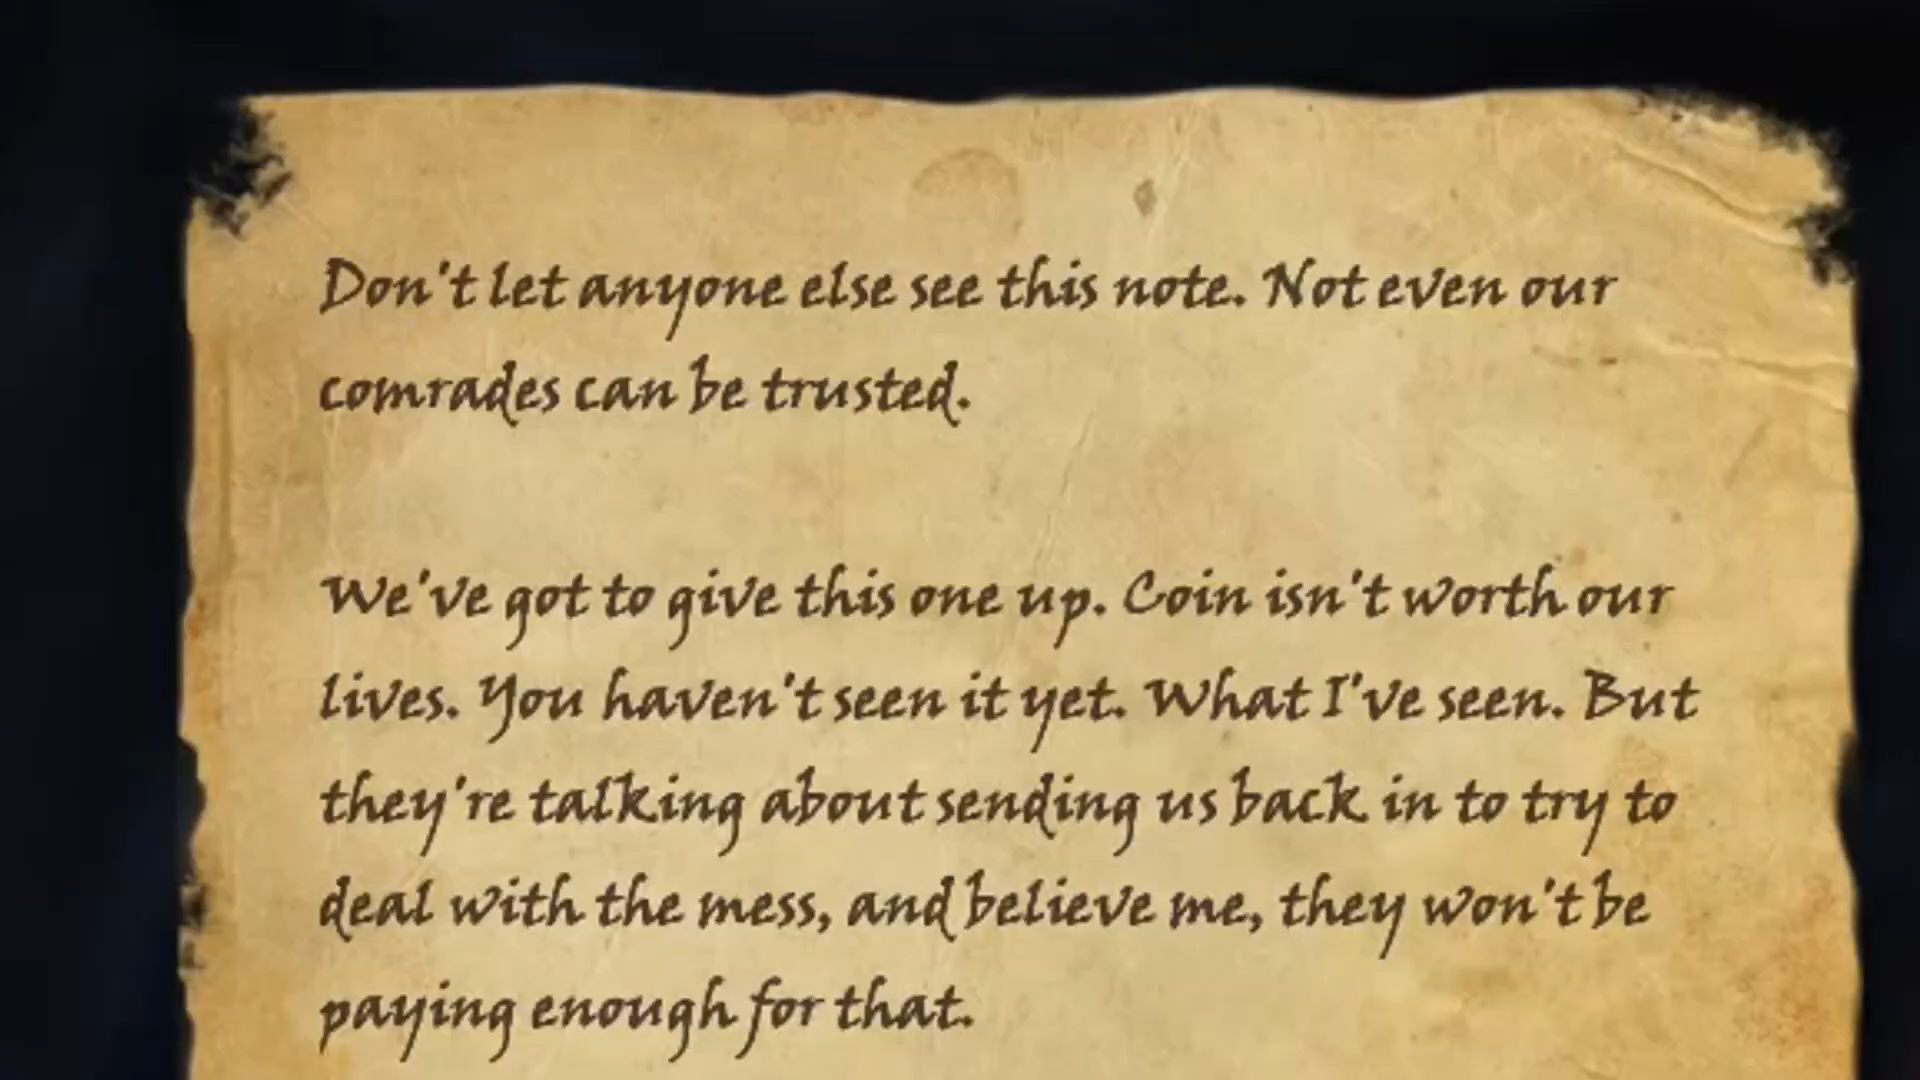 Don't let anyone else see this note. Not even our
comrades can be trusted.
We've got to give this one up. Coin isn't worth our
lives. You haven't seen it yet. What I've seen. But
they're talking about sending us back in to try to
deal with the mess, and believe me, they won't be
paying enough for that.